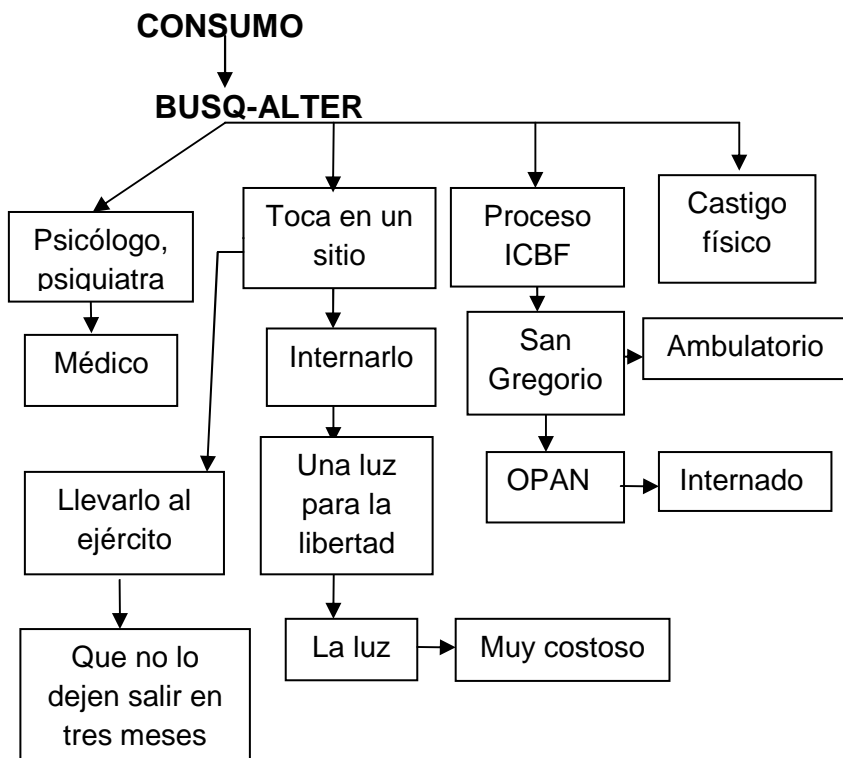 CONSUMO
BUSQ-ALTER
Psicólogo,
psiquiatra
Toca en un
sitio
Proceso
ICBF
Castigo
físico
Médico
Internarlo
San
Gregorio
Ambulatorio
Llevarlo al
ejército
Una luz
para la
libertad
OPAN
Internado
Que no lo
dejen salir en
tres meses
La luz
Muy costoso